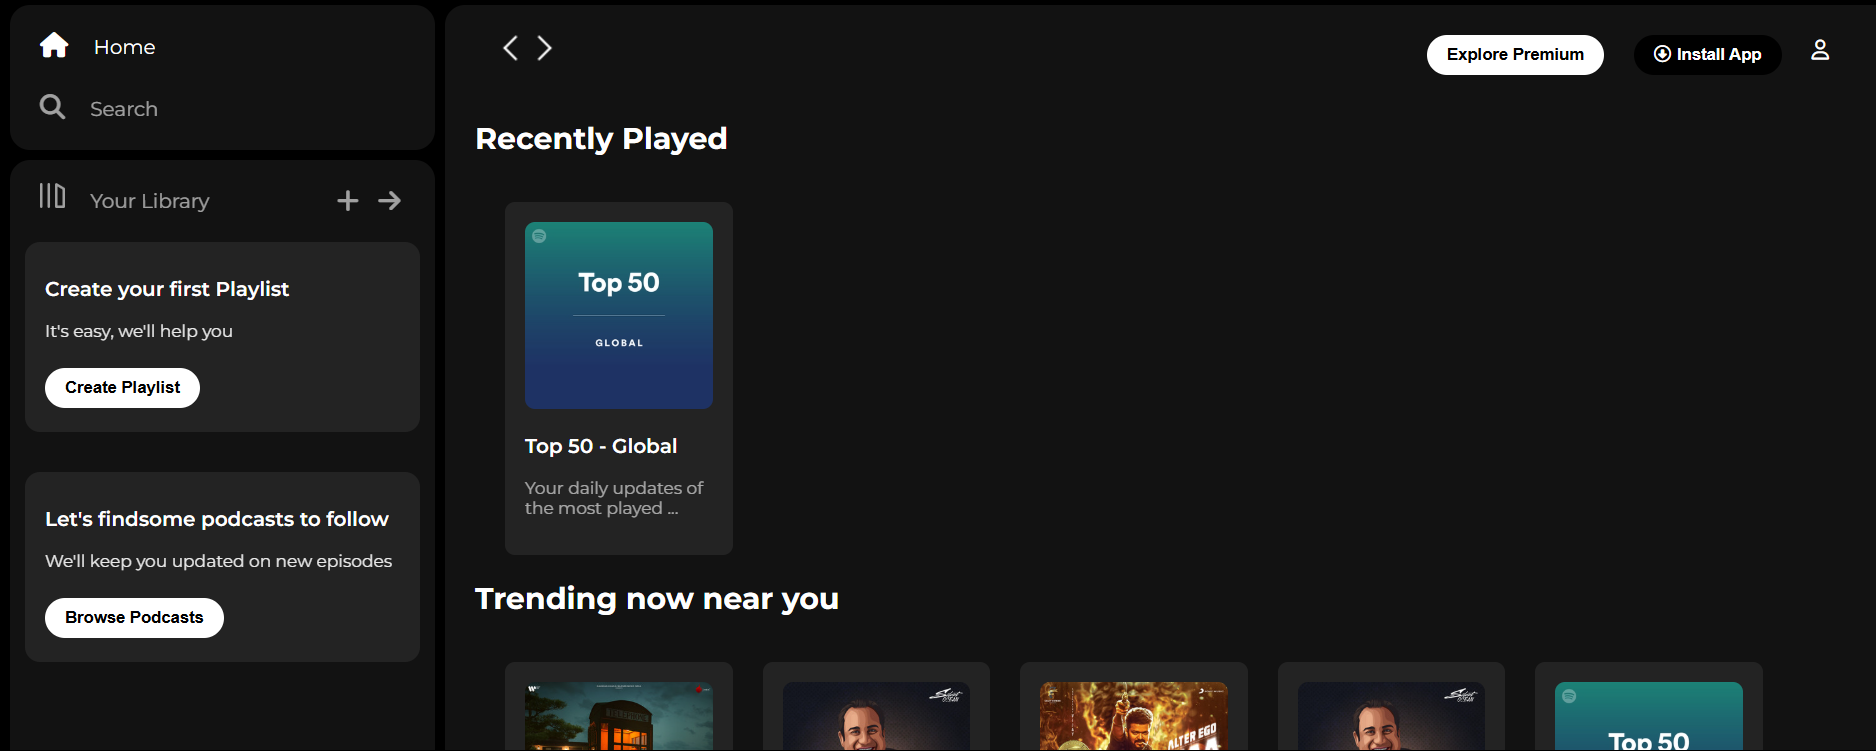 Home
Search
Your Library
Create your first Playlist
It's easy, we'll help you
Create Playlist
Let's findsome podcasts to follow
We'll keep you updated on new episodes
Browse Podcasts
Explore Premium
Install App
Recently Played
Top 50
GLOBAL
Top 50 - Global
Your daily updates of
the most played ...
Trending now near you
TELEPHONE
ALTER EGO
Top 50